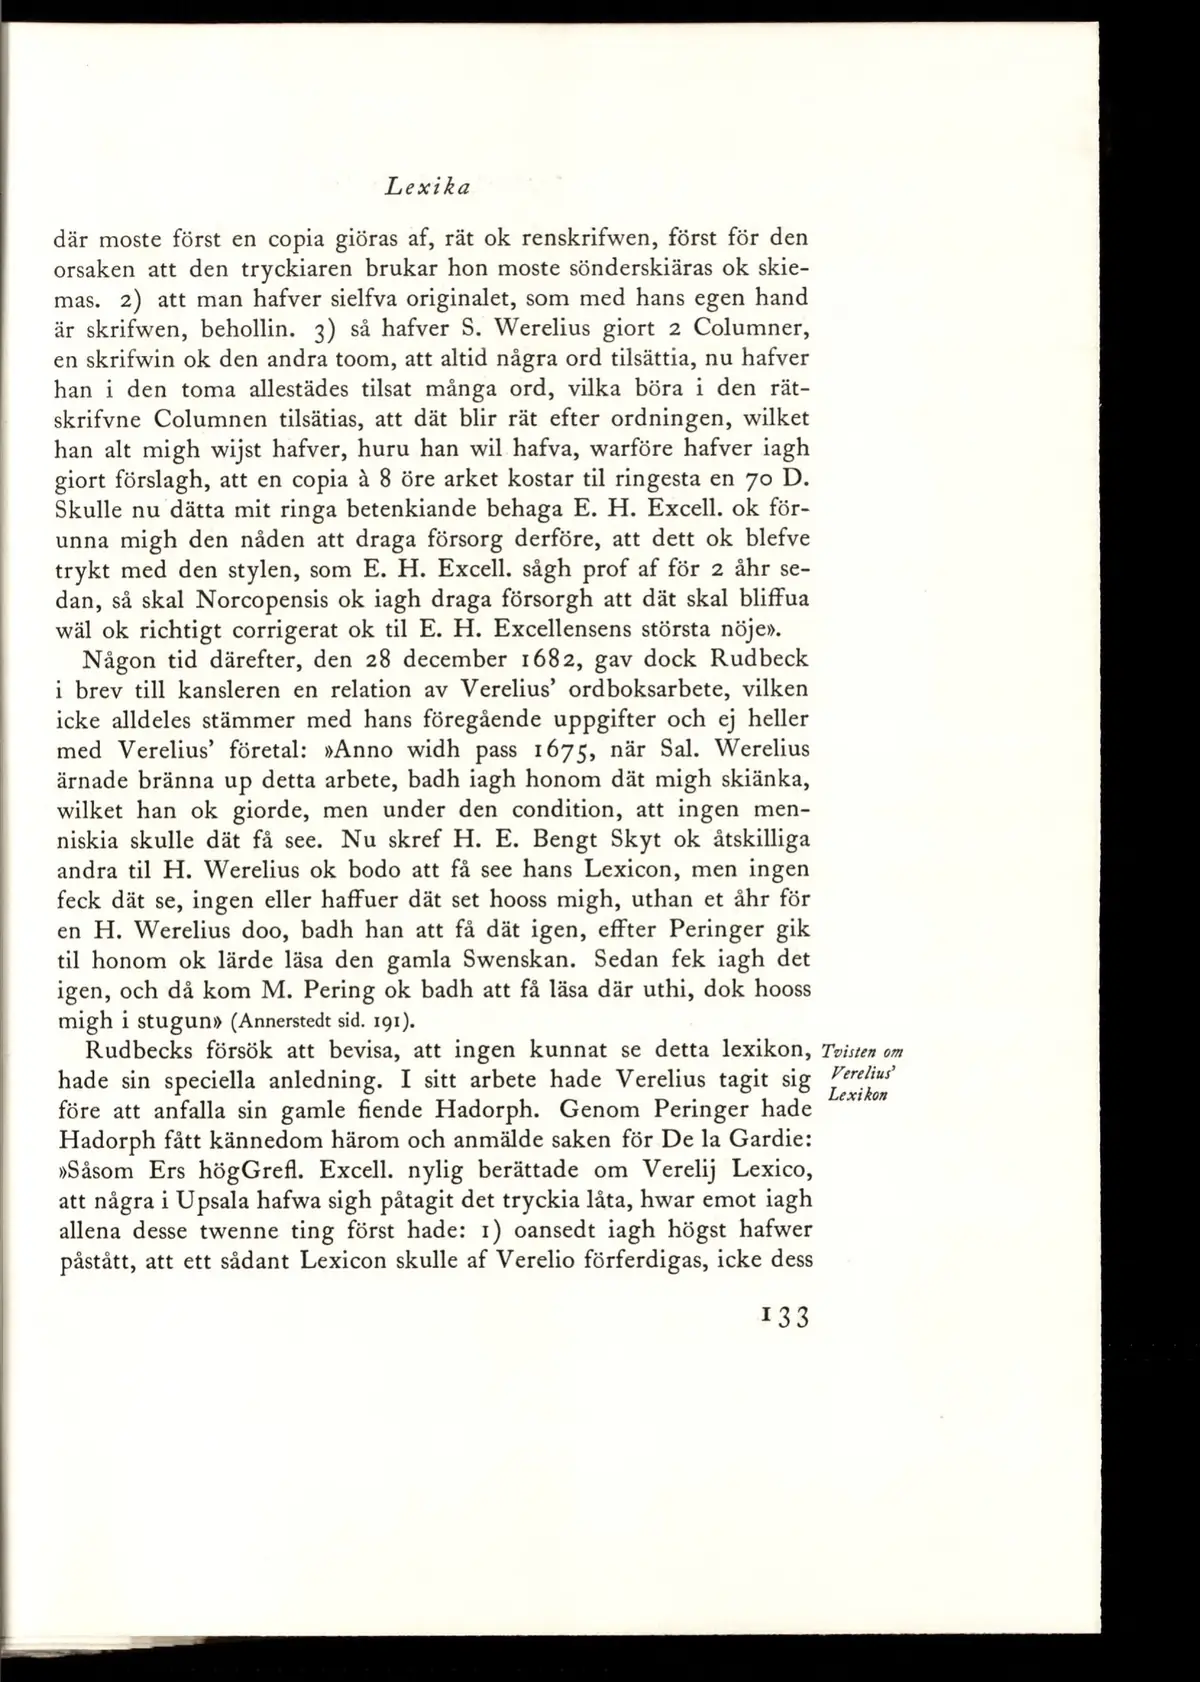 Lexika
där moste först en copia giöras af, rät ok renskrifwen, först för den
orsaken att den tryckiaren brukar hon moste sönderskiäras ok skie-
mas. 2) att man hafver sielfva originalet, som med hans egen hand
är skrifwen, behollin. 3) så hafver S. Werelius giort 2 Columner,
en skrifwin ok den andra toom, att altid några ord tilsättia, nu hafver
han i den toma allestädes tilsat många ord, vilka böra i den rät-
skrifvne Columnen tilsätias, att dät blir rät efter ordningen, wilket
han alt migh wijst hafver, huru han wil hafva, warföre hafver iagh
giort förslagh, att en copia à 8 öre arket kostar til ringesta en 70 D.
Skulle nu dätta mit ringa betenkiande behaga E. H. Excell. ok för-
unna migh den nåden att draga försorg derföre, att dett ok blefve
trykt med den stylen, som E. H. Excell. sågh prof af för 2 åhr se-
dan, så skal Norcopensis ok iagh draga försorgh att dät skal bliffua
wäl ok richtigt corrigerat ok til E. H. Excellensens största nöje».
Någon tid därefter, den 28 december 1682, gav dock Rudbeck
i brev till kansleren en relation av Verelius’ ordboksarbete, vilken
icke alldeles stämmer med hans föregående uppgifter och ej heller
med Verelius’ företal: »Anno widh pass 1675, när Sal. Werelius
ärnade bränna up detta arbete, badh iagh honom dät migh skiänka,
wilket han ok giorde, men under den condition, att ingen men-
niskia skulle dät få see. Nu skref H. E. Bengt Skyt ok åtskilliga
andra til H. Werelius ok bodo att få see hans Lexicon, men ingen
feck dät se, ingen eller haffuer dät set hooss migh, uthan et åhr för
en H. Werelius doo, badh han att få dät igen, effter Peringer gik
til honom ok lärde läsa den gamla Swenskan. Sedan fek iagh det
igen, och då kom M. Pering ok badh att få läsa där uthi, dok hooss
migh i stugun» (Annerstedt sid. 191).
Rudbecks försök att bevisa, att ingen kunnat se detta lexikon,
hade sin speciella anledning. I sitt arbete hade Verelius tagit sig
före att anfalla sin gamle fiende Hadorph. Genom Peringer hade
Hadorph fått kännedom härom och anmälde saken för De la Gardie:
»Såsom Ers högGrefl. Excell. nylig berättade om Verelij Lexico,
att några i Upsala hafwa sigh påtagit det tryckia låta, hwar emot iagh
allena desse twenne ting först hade: 1) oansedt iagh högst hafwer
påstått, att ett sådant Lexicon skulle af Verelio förferdigas, icke dess
Tvisten om
Verelius’
Lexikon
133